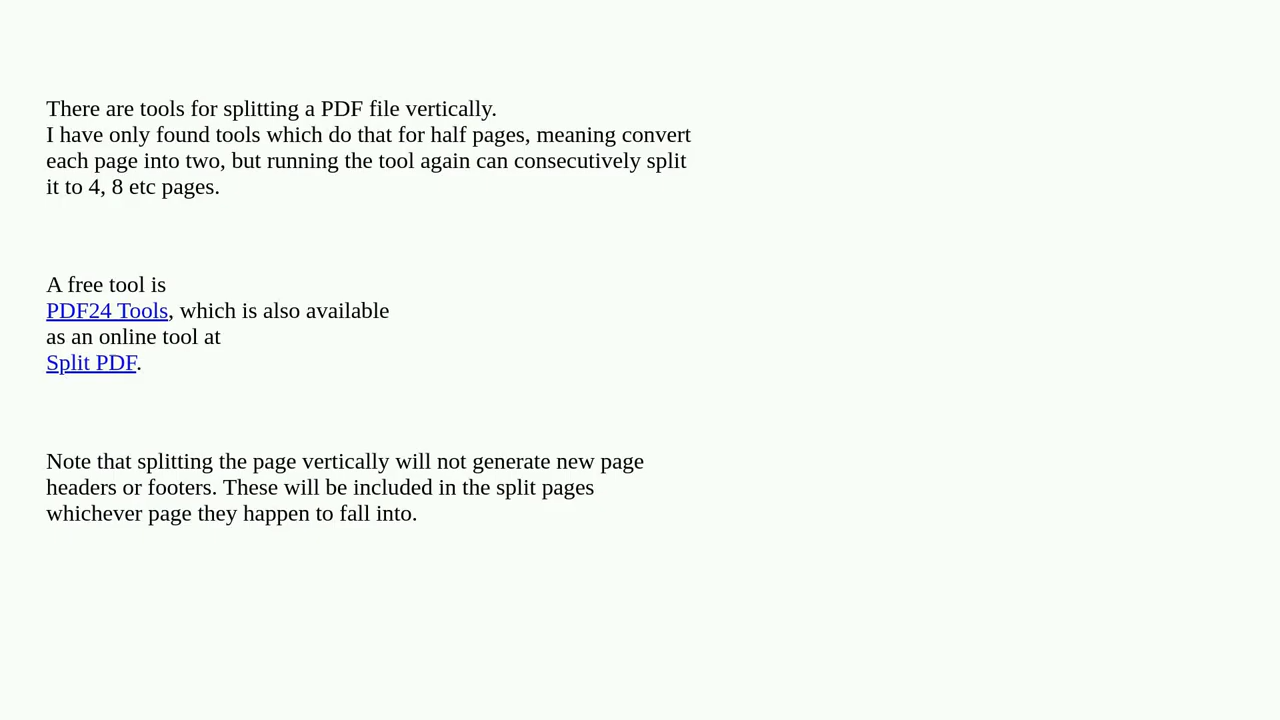 There are tools for splitting a PDF file vertically.
I have only found tools which do that for half pages, meaning convert
each page into two, but running the tool again can consecutively split
it to 4, 8 etc pages.
A free tool is
PDF24 Tools, which is also available
as an online tool at
Split PDF.
Note that splitting the page vertically will not generate new page
headers or footers. These will be included in the split pages
whichever page they happen to fall into.